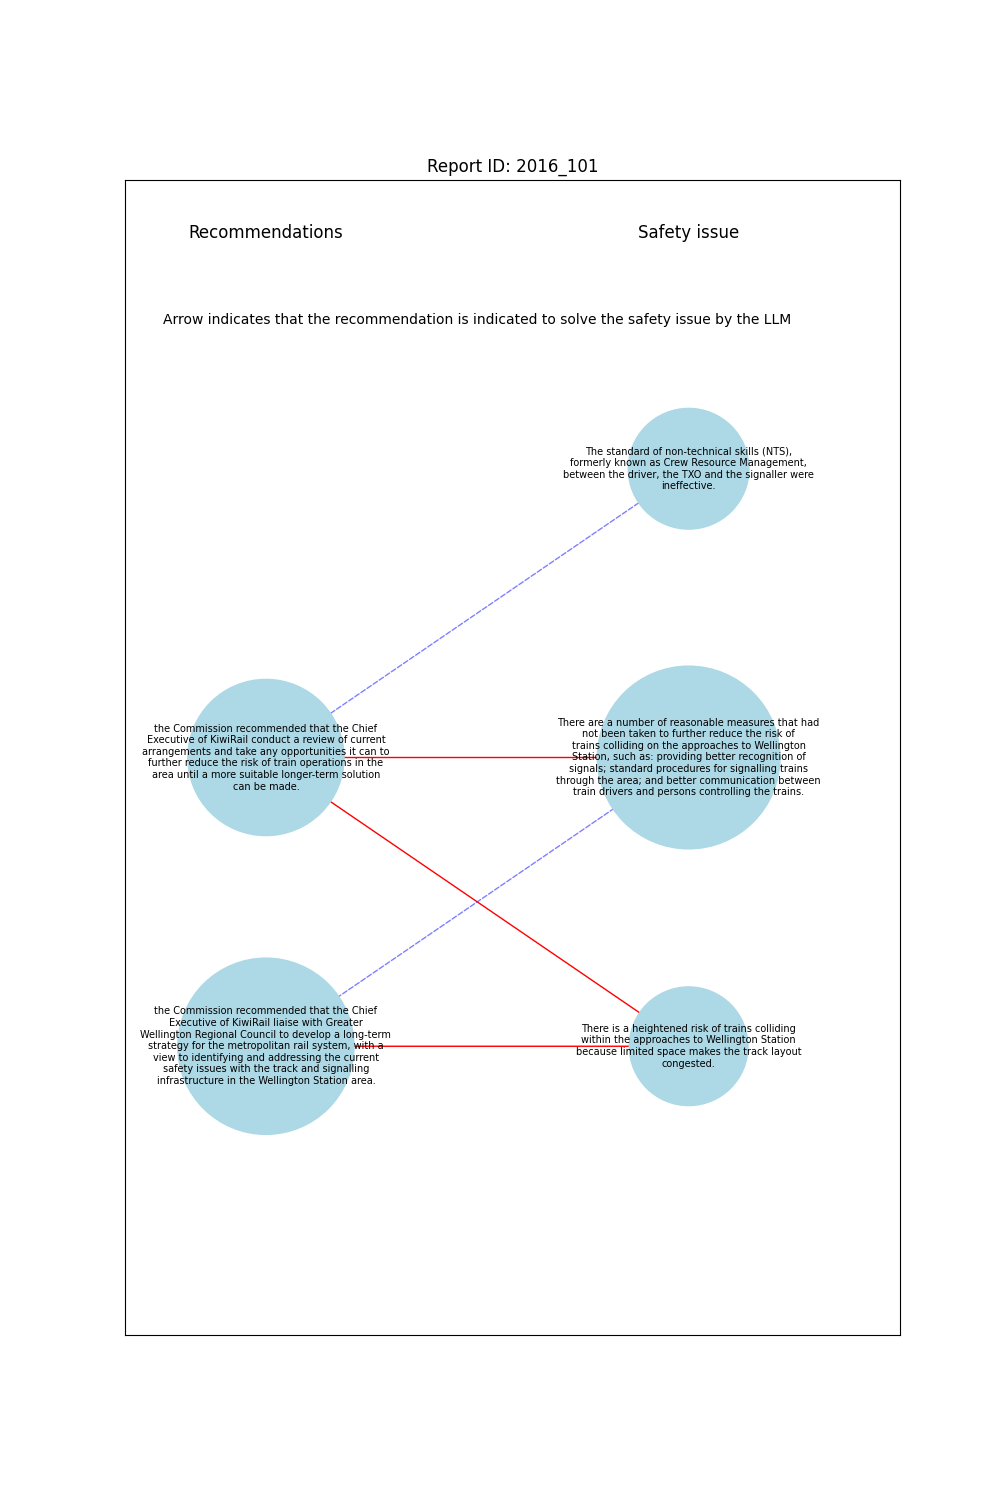 Report ID: 2016_101
Recommendations
Safety issue
Arrow indicates that the recommendation is indicated to solve the safety issue by the LLM
The standard of non-technical skills (NTS),
formerly known as Crew Resource Management,
between the driver, the TXO and the signaller were
ineffective.
the Commission recommended that the Chief
Executive of KiwiRail conduct a review of current
arrangements and take any opportunities it can to
further reduce the risk of train operations in the
area until a more suitable longer-term solution
can be made.
There are a number of reasonable measures that had
not been taken to further reduce the risk of
trains colliding on the approaches to Wellington
Station, such as: providing better recognition of
signals; standard procedures for signalling trains
through the area; and better communication between
train drivers and persons controlling the trains.
the Commission recommended that the Chief
Executive of KiwiRail liaise with Greater
Wellington Regional Council to develop a long-term
strategy for the metropolitan rail system, with a
view to identifying and addressing the current
safety issues with the track and signalling
infrastructure in the Wellington Station area.
There is a heightened risk of trains colliding
within the approaches to Wellington Station
because limited space makes the track layout
congested.